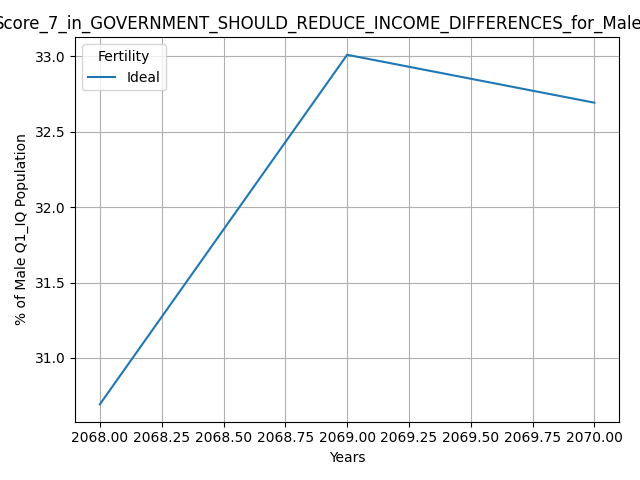 Score_7_in_GOVERNMENT_SHOULD_REDUCE_INCOME_DIFFERENCES_for_Male
Fertility
Ideal
% of Male Q1_IQ Population
33.0
32.5
32.0
31.5
31.0
2068.00 2068.25 2068.50 2068.75 2069.00 2069.25 2069.50 2069.75 2070.00
Years